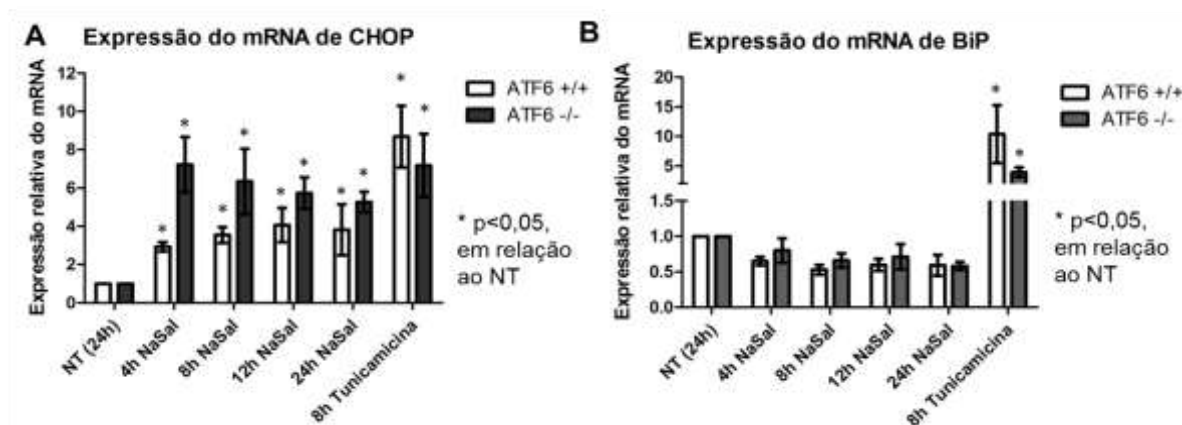 A
Expressão do mRNA de CHOP
Expressão relativa do mRNA
12
10
8
6
4
2
0
ATF6 +/+
ATF6 -/-
* * * * * * * * * *
* p<0,05,
em relação
ao NT
NT (24h)
4h NaSal
8h NaSal
12h NaSal
24h NaSal
8h Tunicamicina
B
Expressão do mRNA de BiP
Expressão relativa do mRNA
20
15
10
5
1.5
1.0
0.5
0.0
ATF6 +/+
ATF6 -/-
* *
* p<0,05,
em relação
ao NT
NT (24h)
4h NaSal
8h NaSal
12h NaSal
24h NaSal
8h Tunicamicina